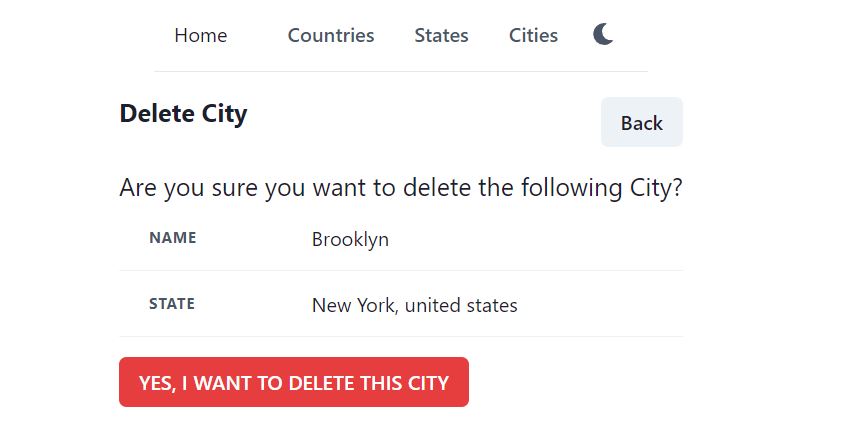 Home Countries States Cities
Delete City
Back
Are you sure you want to delete the following City?
NAME Brooklyn
STATE New York, united states
YES, I WANT TO DELETE THIS CITY